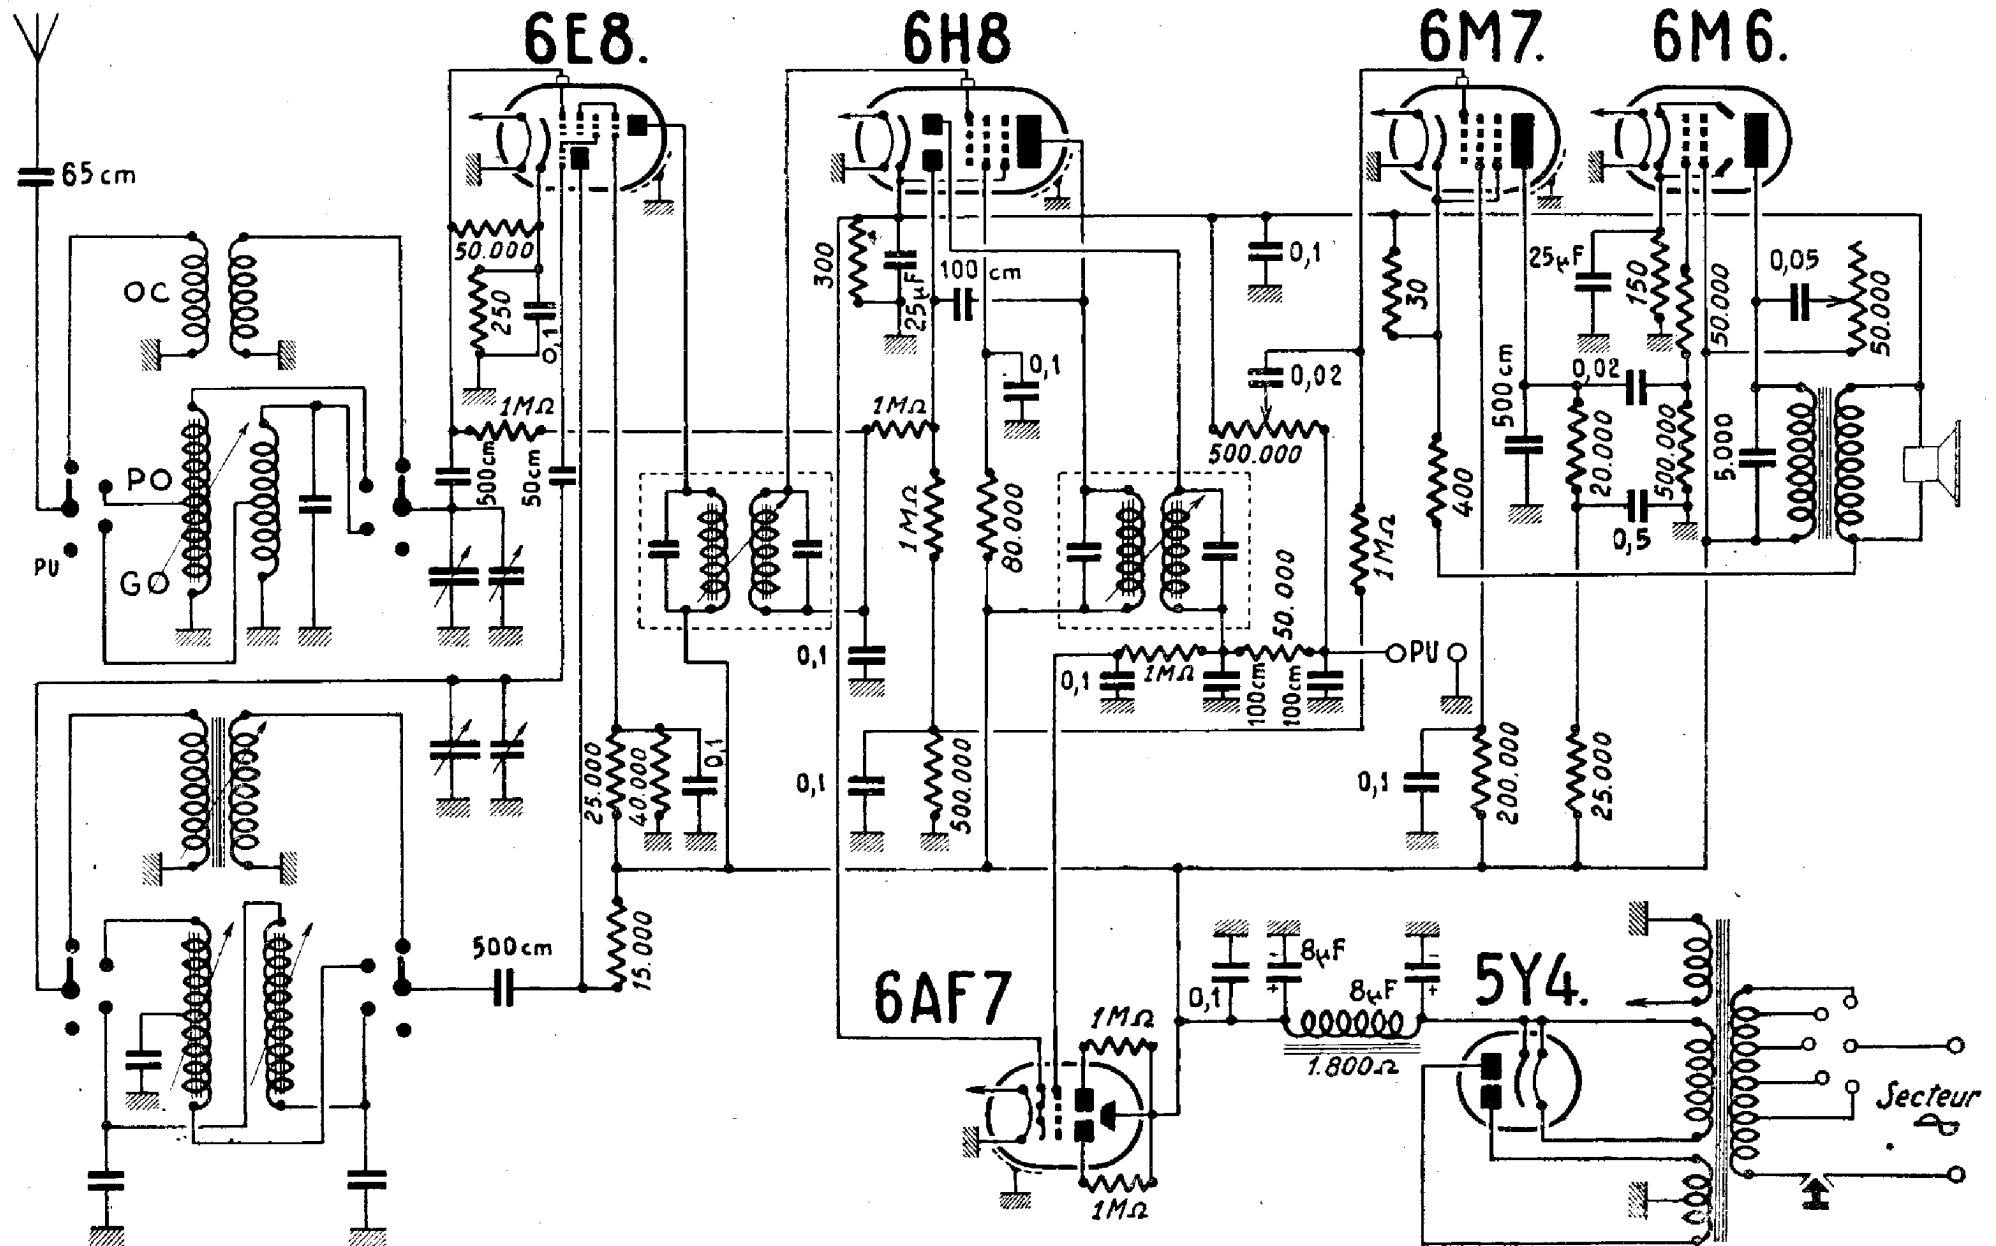 6E8.
6H8
6M7.
6M6.
65 cm
OC
PO
GO
PU
50.000
250
0,1
1MΩ
500cm
50cm
300
25µF
100 cm
0,1
1MΩ
1MΩ
80.000
0,1
0,02
500.000
30
400
1MΩ
25µF
150
50.000
0,05
50.000
500 cm
0,02
20.000
500.000
0,5
5.000
0,1
0,1
1MΩ
50.000
100cm
100cm
PU
25.000
40.000
0,1
0,1
500.000
0,1
200.000
25.000
500cm
15.000
6AF7
1MΩ
1MΩ
0,1
8µF
8µF
1.800Ω
5Y4.
Secteur